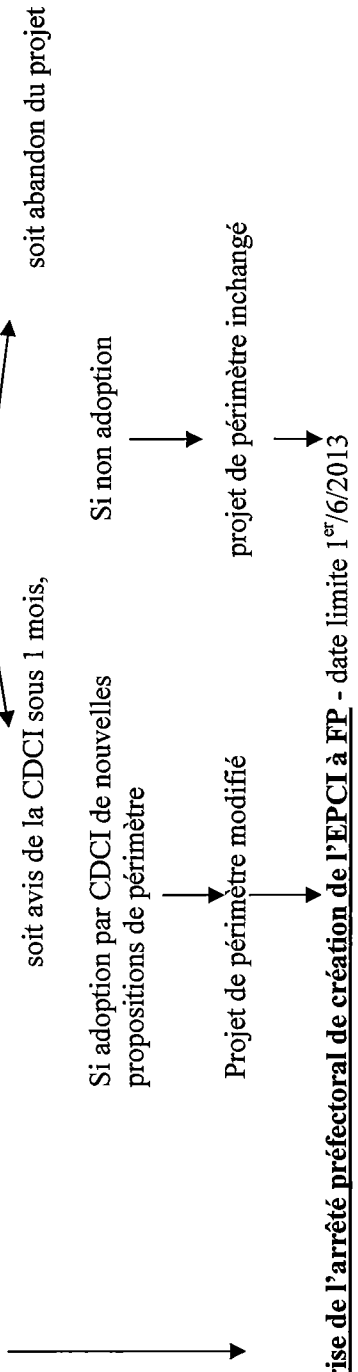 soit avis de la CDCI sous 1 mois,
soit abandon du projet
Si adoption par CDCI de nouvelles
propositions de périmètre
Si non adoption
Projet de périmètre modifié
projet de périmètre inchangé
rise de l'arrêté préfectoral de création de l'EPCI à FP - date limite 1er/6/2013